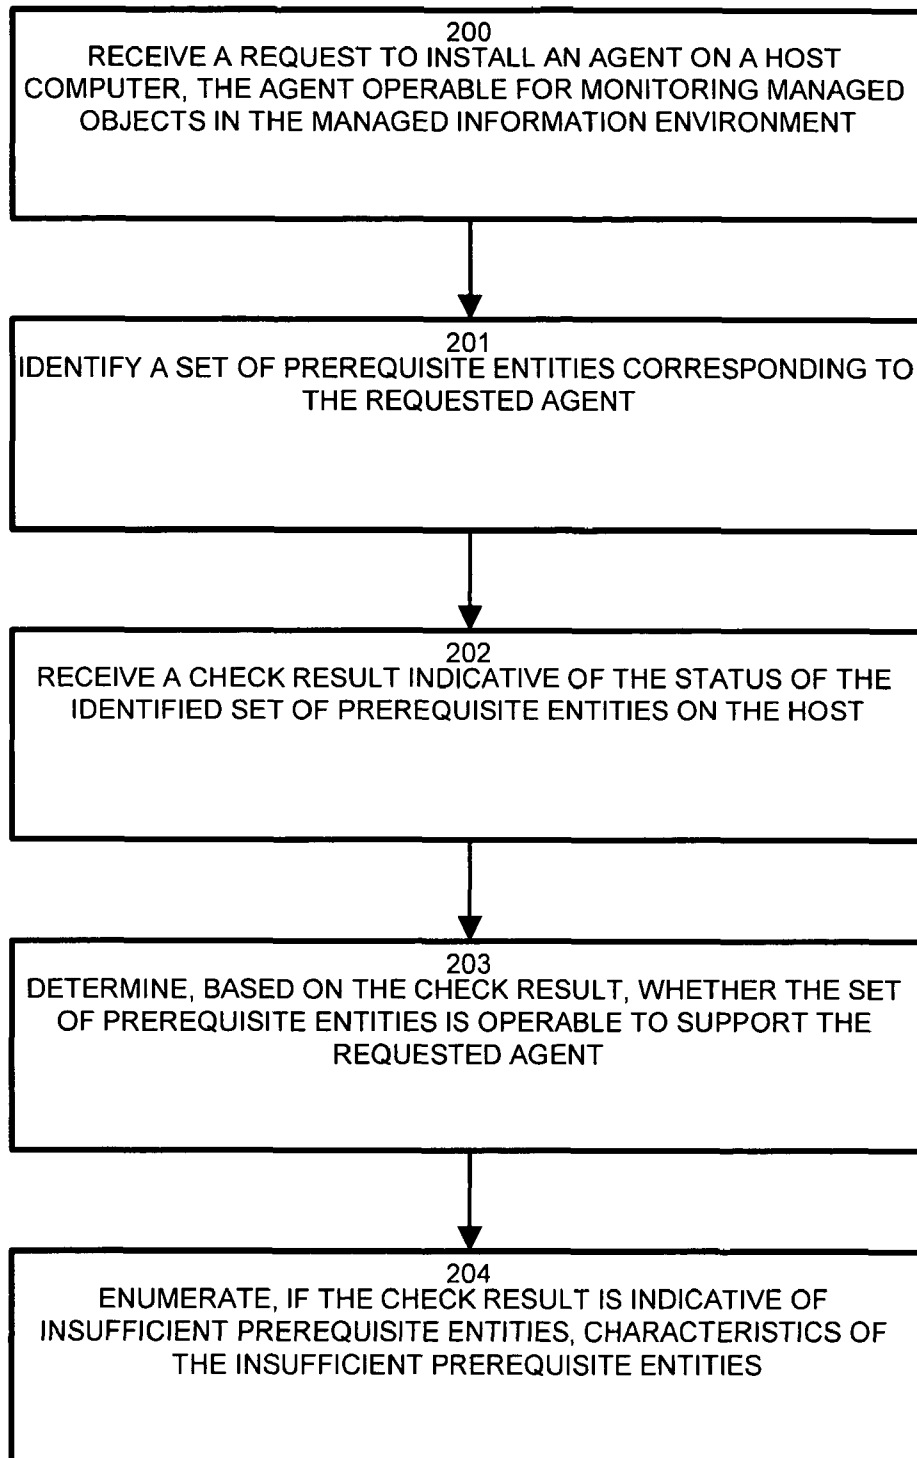 200
RECEIVE A REQUEST TO INSTALL AN AGENT ON A HOST
COMPUTER, THE AGENT OPERABLE FOR MONITORING MANAGED
OBJECTS IN THE MANAGED INFORMATION ENVIRONMENT
201
IDENTIFY A SET OF PREREQUISITE ENTITIES CORRESPONDING TO
THE REQUESTED AGENT
202
RECEIVE A CHECK RESULT INDICATIVE OF THE STATUS OF THE
IDENTIFIED SET OF PREREQUISITE ENTITIES ON THE HOST
203
DETERMINE, BASED ON THE CHECK RESULT, WHETHER THE SET
OF PREREQUISITE ENTITIES IS OPERABLE TO SUPPORT THE
REQUESTED AGENT
204
ENUMERATE, IF THE CHECK RESULT IS INDICATIVE OF
INSUFFICIENT PREREQUISITE ENTITIES, CHARACTERISTICS OF
THE INSUFFICIENT PREREQUISITE ENTITIES